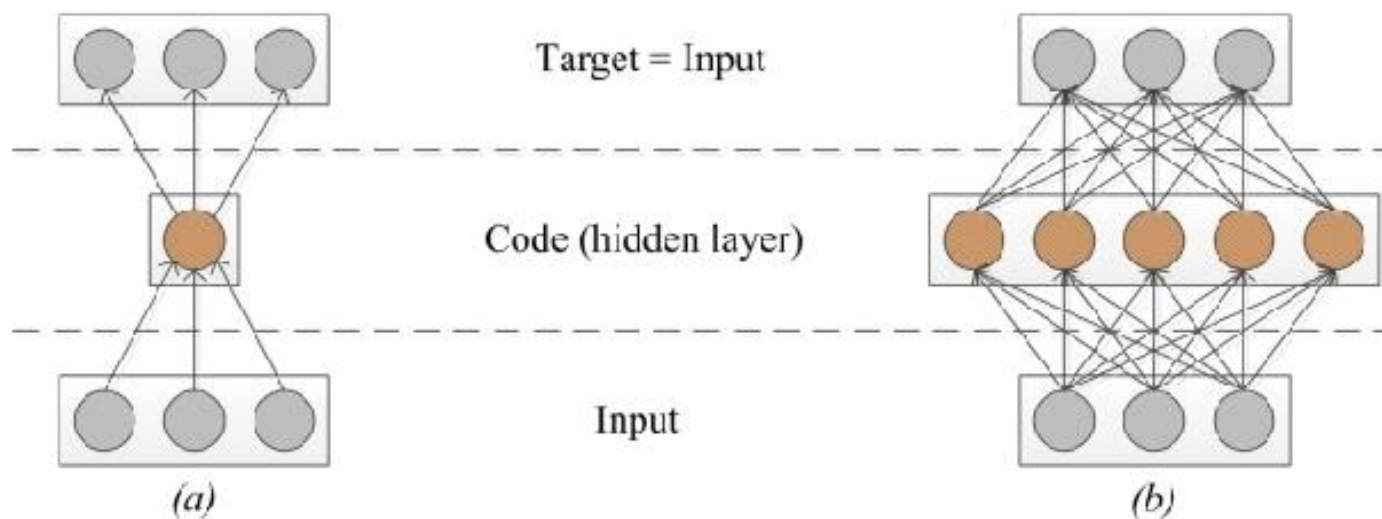 Target = Input
Code (hidden layer)
Input
(a)
(b)